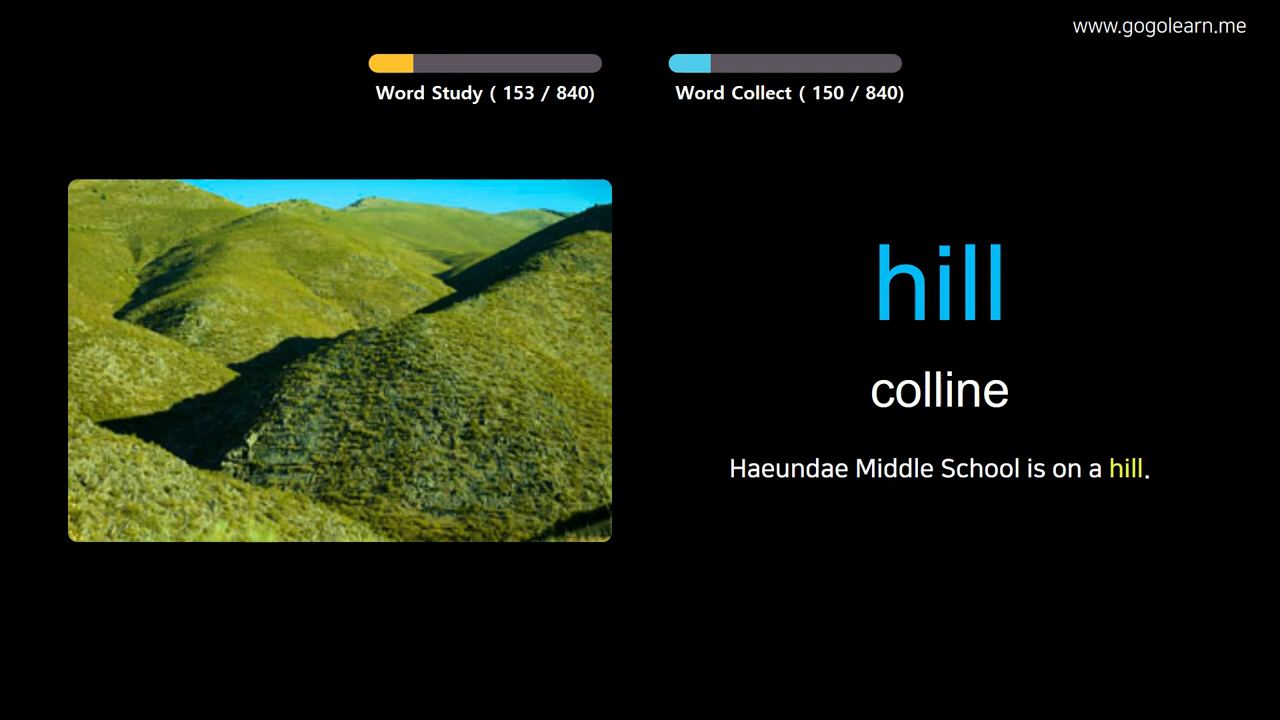 www.gogolearn.me
Word Study ( 153 / 840)
Word Collect ( 150 / 840)
hill
colline
Haeundae Middle School is on a hill.